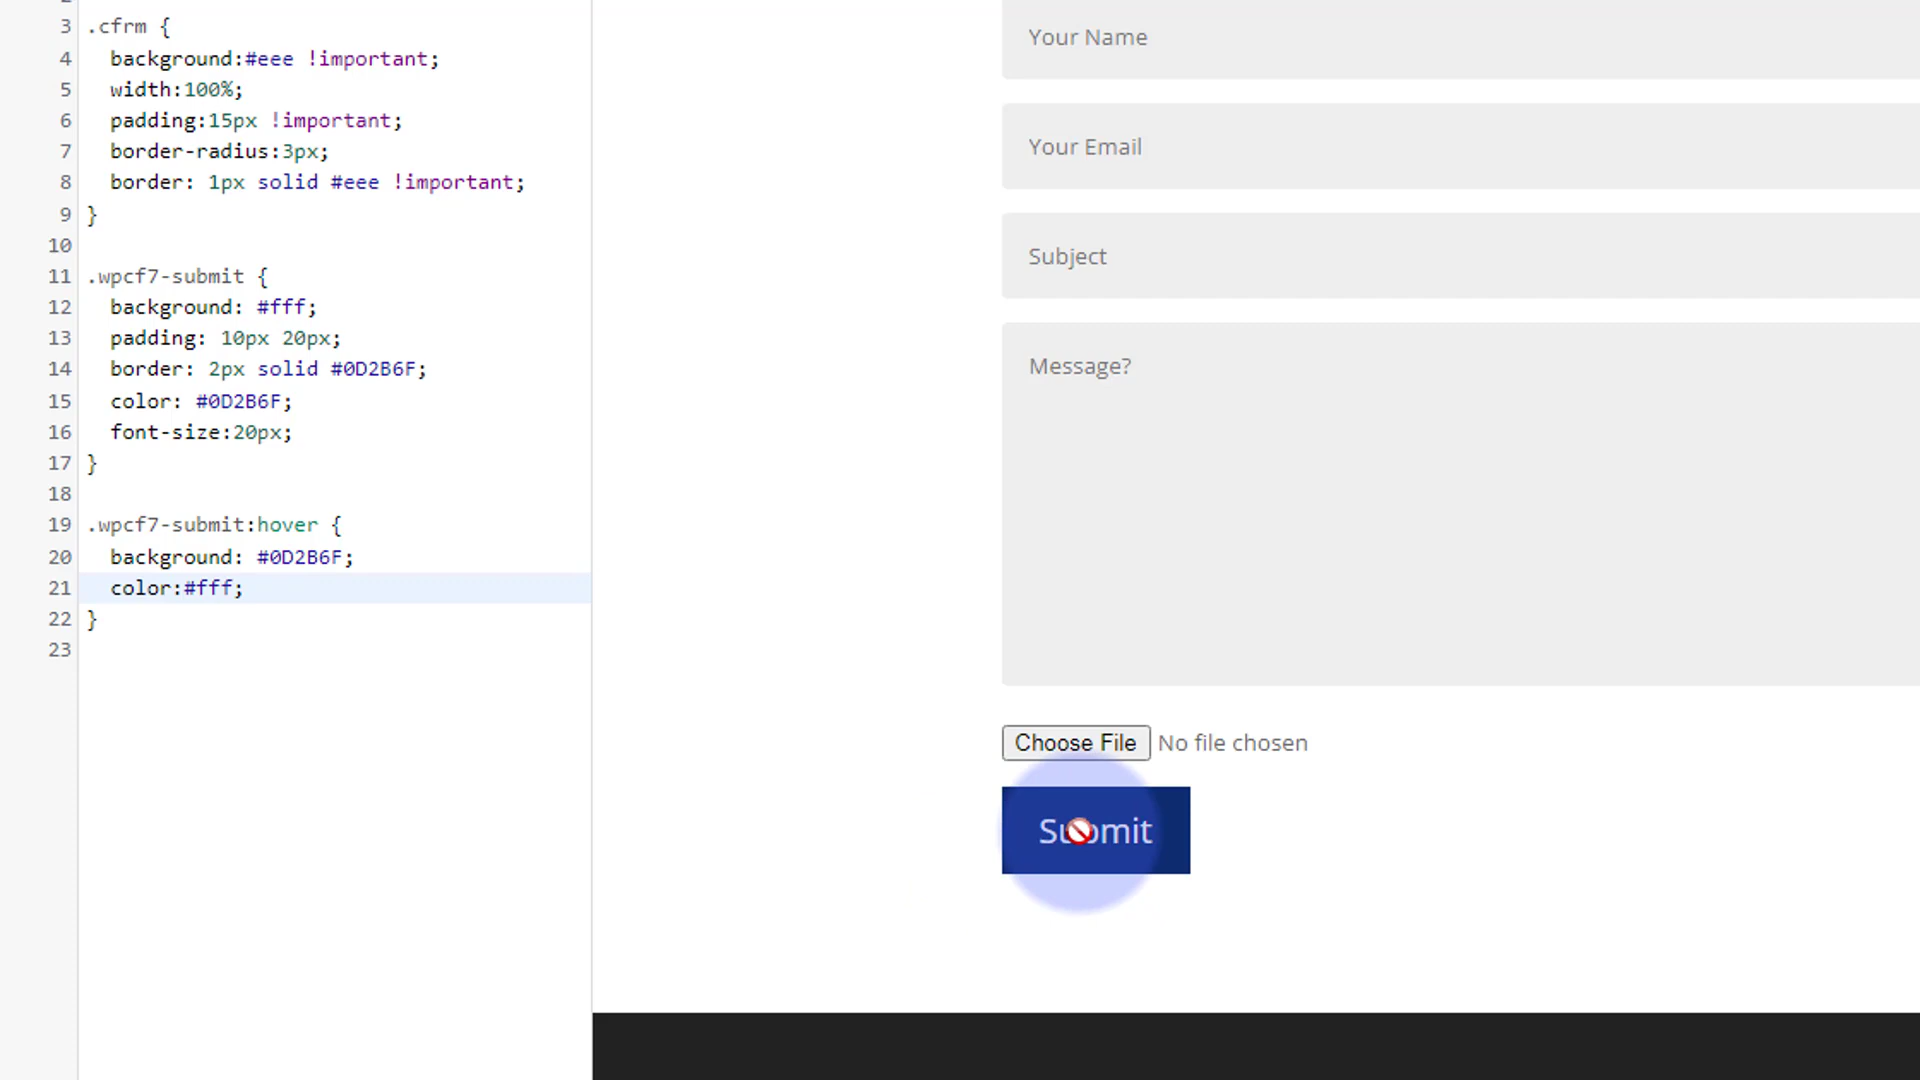 3 .cfrm {
4 background:#eee !important;
5 width:100%;
6 padding:15px !important;
7 border-radius:3px;
8 border: 1px solid #eee !important;
9 }
10
11 .wpcf7-submit {
12 background: #fff;
13 padding: 10px 20px;
14 border: 2px solid #0D2B6F;
15 color: #0D2B6F;
16 font-size:20px;
17 }
18
19 .wpcf7-submit:hover {
20 background: #0D2B6F;
21 color:#fff;
22 }
23
Your Name
Your Email
Subject
Message?
Choose File No file chosen
Submit